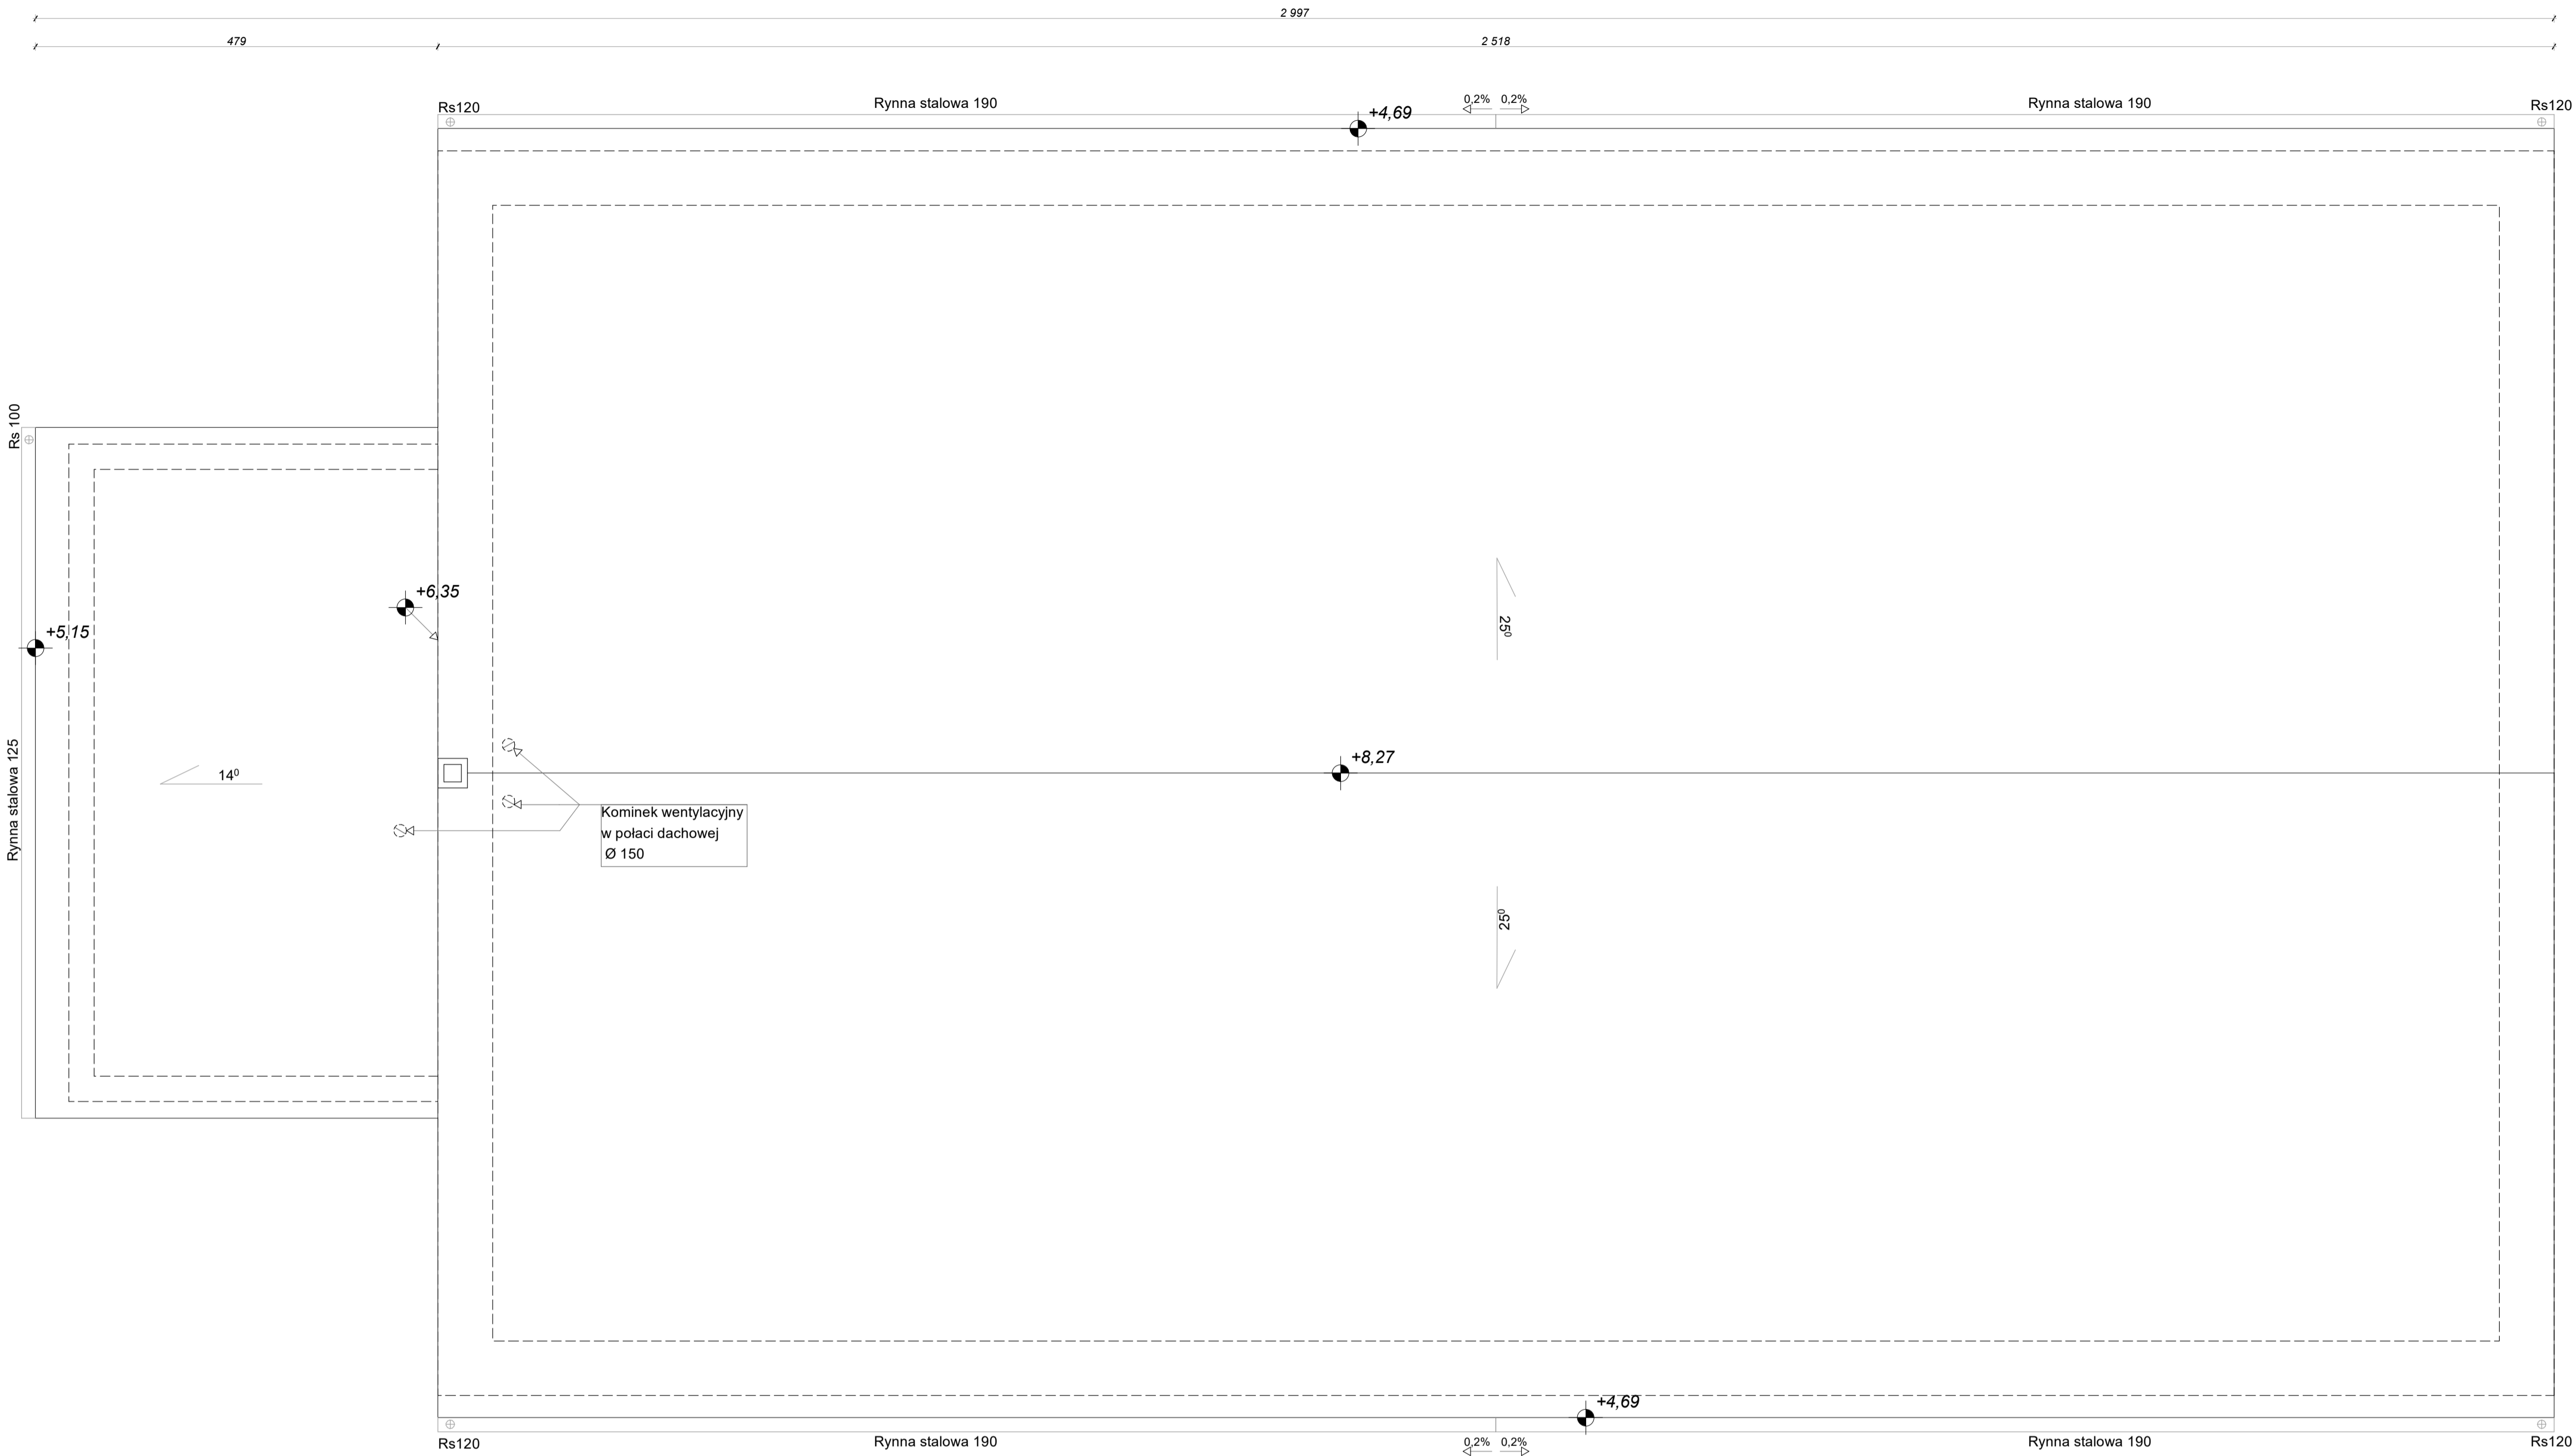 2 997
479
2 518
Rs120
Rynna stalowa 190
0,2%
0,2%
Rynna stalowa 190
Rs120
+4,69
Rs 100
+6,35
+5,15
25⁰
+8,27
14⁰
Rynna stalowa 125
Kominek wentylacyjny
w połaci dachowej
Ø 150
25⁰
+4,69
Rs120
Rynna stalowa 190
0,2%
0,2%
Rynna stalowa 190
Rs120